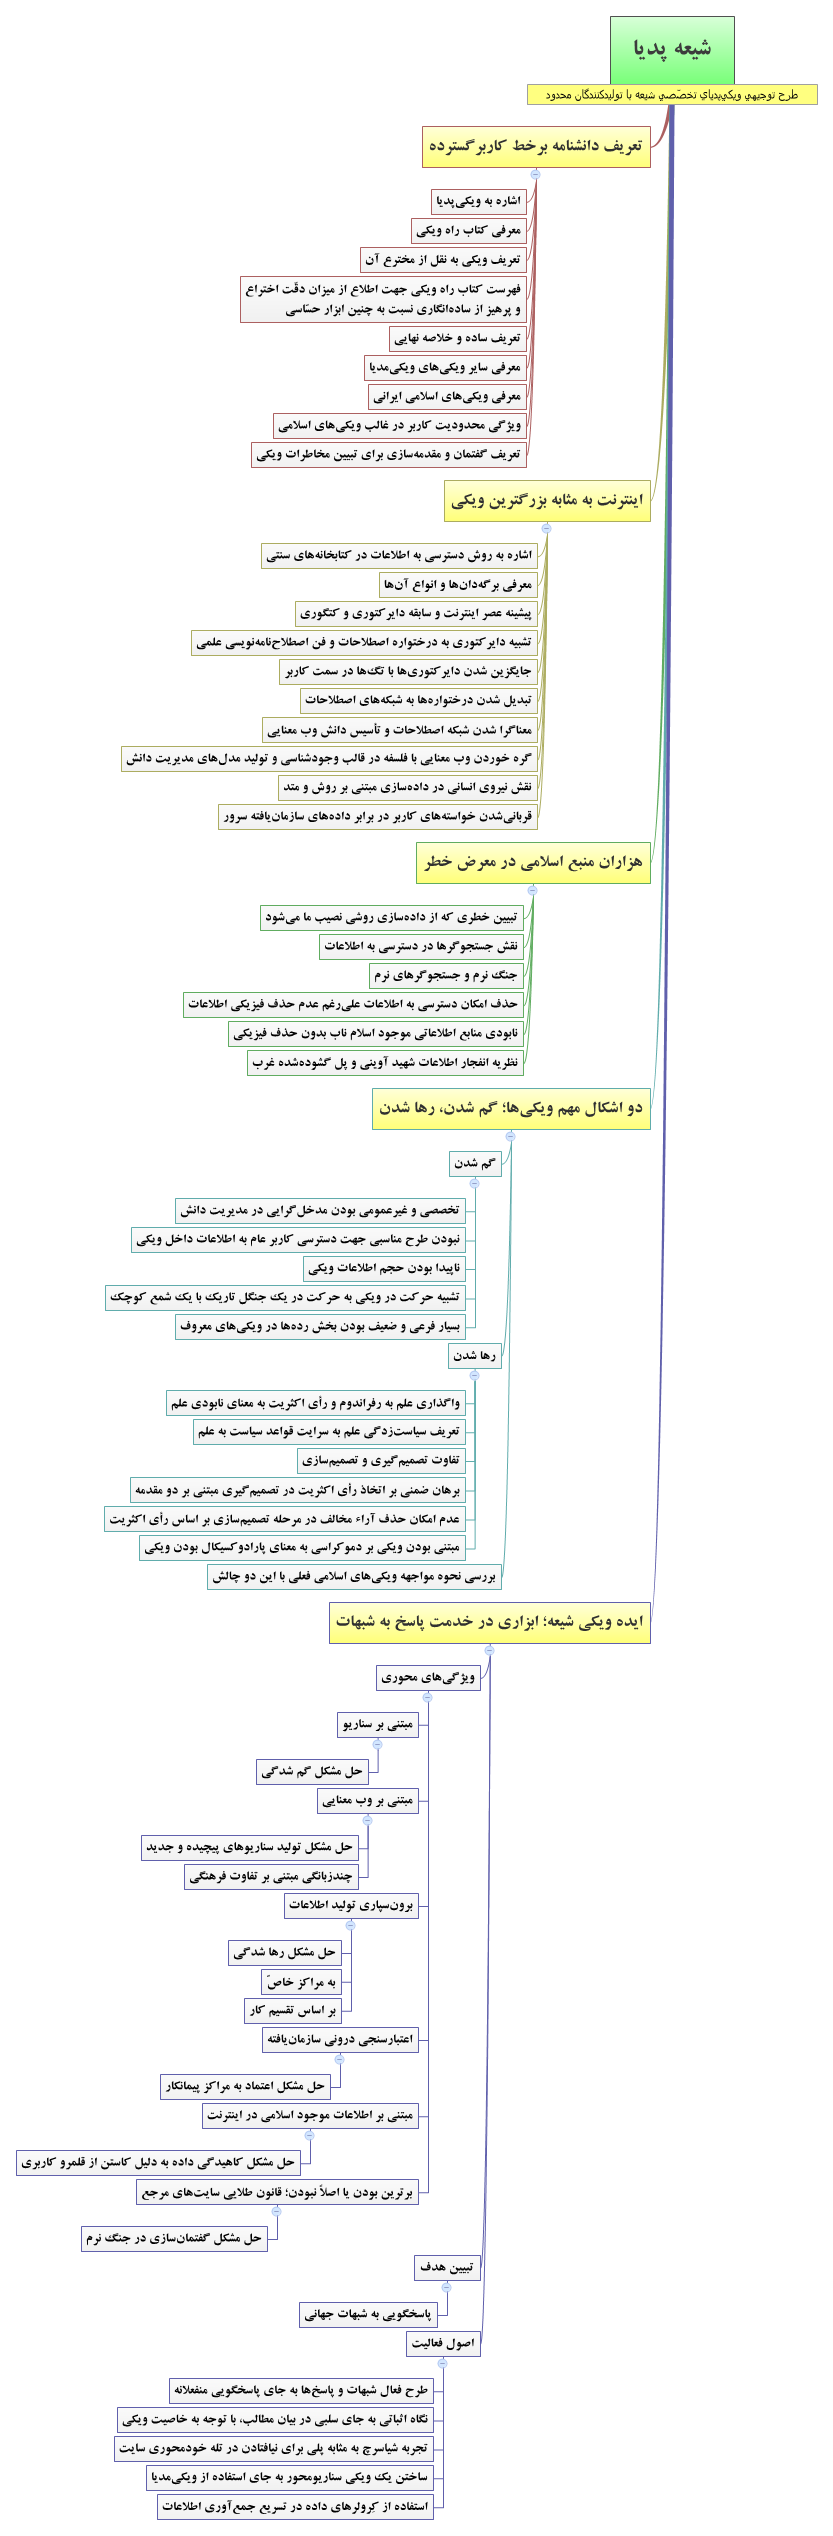 شیعه پدیا
طرح توجيهي ويكي‌پدياي تخصّصي شيعه با توليدكنندگان محدود
تعریف دانشنامه برخط کاربرگسترده
اشاره به ویکی‌پدیا
معرفی کتاب راه ویکی
تعریف ویکی به نقل از مخترع آن
فهرست کتاب راه ویکی جهت اطلاع از میزان دقّت اختراع
و پرهیز از ساده‌انگاری نسبت به چنین ابزار حسّاسی
تعریف ساده و خلاصه نهایی
معرفی سایر ویکی‌های ویکی‌مدیا
معرفی ویکی‌های اسلامی ایرانی
ویژگی محدودیت کاربر در غالب ویکی‌های اسلامی
تعریف گفتمان و مقدمه‌سازی برای تبیین مخاطرات ویکی
اینترنت به مثابه بزرگترین ویکی
اشاره به روش دسترسی به اطلاعات در کتابخانه‌های سنتی
معرفی برگه‌دان‌ها و انواع آن‌ها
پیشینه عصر اینترنت و سابقه دایرکتوری و کتگوری
تشبیه دایرکتوری به درختواره اصطلاحات و فن اصطلاح‌نامه‌نویسی علمی
جایگزین شدن دایرکتوری‌ها با تگ‌ها در سمت کاربر
تبدیل شدن درختواره‌ها به شبکه‌های اصطلاحات
معناگرا شدن شبکه اصطلاحات و تأسیس دانش وب معنایی
گره خوردن وب معنایی با فلسفه در قالب وجودشناسی و تولید مدل‌های مدیریت دانش
نقش نیروی انسانی در داده‌سازی مبتنی بر روش و متد
قربانی‌شدن خواسته‌های کاربر در برابر داده‌های سازمان‌یافته سرور
هزاران منبع اسلامی در معرض خطر
تبیین خطری که از داده‌سازی روشی نصیب ما می‌شود
نقش جستجوگرها در دسترسی به اطلاعات
جنگ نرم و جستجوگرهای نرم
حذف امکان دسترسی به اطلاعات علی‌رغم عدم حذف فیزیکی اطلاعات
نابودی منابع اطلاعاتی موجود اسلام ناب بدون حذف فیزیکی
نظریه انفجار اطلاعات شهید آوینی و پل گشوده‌شده غرب
دو اشکال مهم ویکی‌ها؛ گم شدن، رها شدن
گم شدن
تخصصی و غیرعمومی بودن مدخل‌گرایی در مدیریت دانش
نبودن طرح مناسبی جهت دسترسی کاربر عام به اطلاعات داخل ویکی
ناپیدا بودن حجم اطلاعات ویکی
تشبیه حرکت در ویکی به حرکت در یک جنگل تاریک با یک شمع کوچک
بسیار فرعی و ضعیف بودن بخش رده‌ها در ویکی‌های معروف
رها شدن
واگذاری علم به رفراندوم و رأی اکثریت به معنای نابودی علم
تعریف سیاست‌زدگی علم به سرایت قواعد سیاست به علم
تفاوت تصمیم‌گیری و تصمیم‌سازی
برهان ضمنی بر اتخاذ رأی اکثریت در تصمیم‌گیری مبتنی بر دو مقدمه
عدم امکان حذف آراء مخالف در مرحله تصمیم‌سازی بر اساس رأی اکثریت
مبتنی بودن ویکی بر دموکراسی به معنای پارادوکسیکال بودن ویکی
بررسی نحوه مواجهه ویکی‌های اسلامی فعلی با این دو چالش
ایده ویکی شیعه؛ ابزاری در خدمت پاسخ به شبهات
ویژگی‌های محوری
مبتنی بر سناریو
حل مشکل گم شدگی
مبتنی بر وب معنایی
حل مشکل تولید سناریوهای پیچیده و جدید
چندزبانگی مبتنی بر تفاوت فرهنگی
برون‌سپاری تولید اطلاعات
حل مشکل رها شدگی
به مراکز خاصّ
بر اساس تقسیم کار
اعتبارسنجی درونی سازمان‌یافته
حل مشکل اعتماد به مراکز پیمانکار
مبتنی بر اطلاعات موجود اسلامی در اینترنت
حل مشکل کاهیدگی داده به دلیل کاستن از قلمرو کاربری
برترین بودن یا اصلاً نبودن؛ قانون طلایی سایت‌های مرجع
حل مشکل گفتمان‌سازی در جنگ نرم
تبیین هدف
پاسخگویی به شبهات جهانی
اصول فعالیت
طرح فعال شبهات و پاسخ‌ها به جای پاسخگویی منفعلانه
نگاه اثباتی به جای سلبی در بیان مطالب، با توجه به خاصیت ویکی
تجربه شیاسرچ به مثابه پلی برای نیافتادن در تله خودمحوری سایت
ساختن یک ویکی سناریومحور به جای استفاده از ویکی‌مدیا
استفاده از کِرولرهای داده در تسریع جمع‌آوری اطلاعات